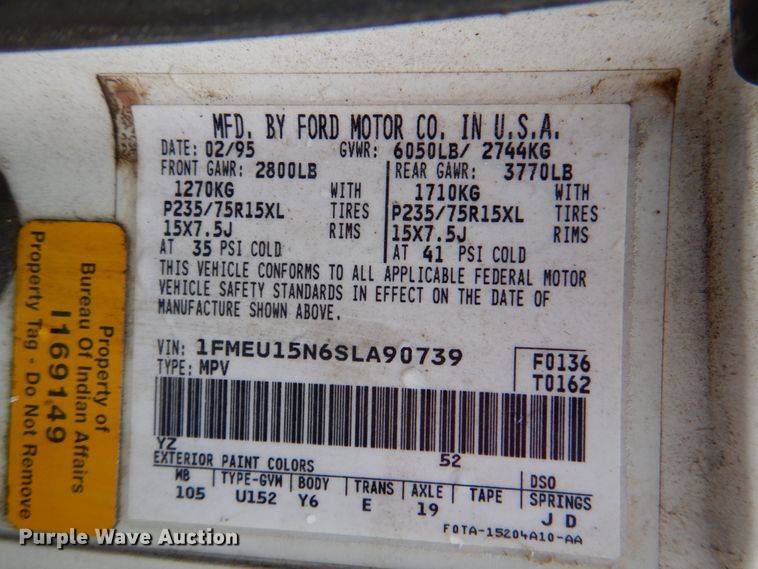 MFD. BY FORD MOTOR CO. IN U.S.A.
DATE: 02/95 GVWR: 6050LB/ 2744KG
FRONT GAWR: 2800LB REAR GAWR: 3770LB
1270KG WITH 1710KG WITH
P235/75R15XL TIRES P235/75R15XL TIRES
15X7.5J RIMS 15X7.5J RIMS
AT 35 PSI COLD AT 41 PSI COLD
THIS VEHICLE CONFORMS TO ALL APPLICABLE FEDERAL MOTOR
VEHICLE SAFETY STANDARDS IN EFFECT ON THE DATE OF
MANUFACTURE SHOWN ABOVE.
VIN: 1FMEU15N6SLA90739 F0136
TYPE: MPV T0162
YZ 52
EXTERIOR PAINT COLORS DSO
WB TYPE-GVW BODY TRANS AXLE TAPE SPRINGS
105 U152 Y6 E 19 J D
F0TA-15204A10-AA
Property of
Bureau Of Indian Affairs
I169149
Property Tag - Do Not Remove
Purple Wave Auction